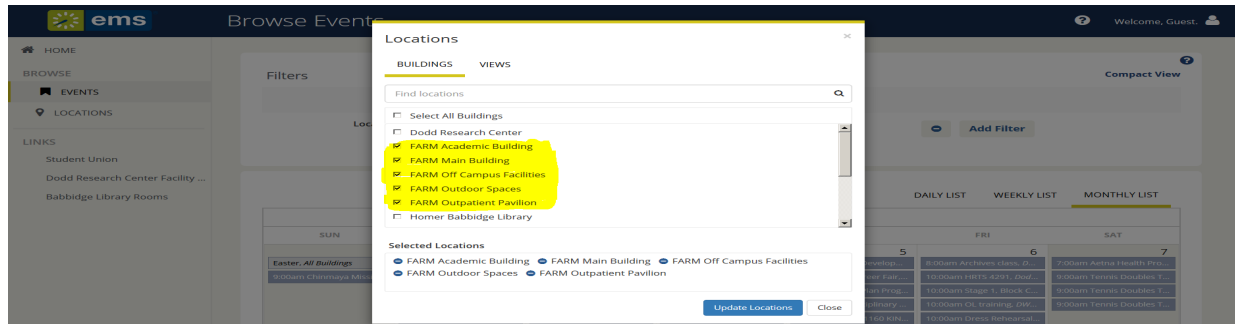 ems
Browse Events
Welcome, Guest.
HOME
BROWSE
EVENTS
LOCATIONS
LINKS
Student Union
Dodd Research Center Facility ...
Babbidge Library Rooms
Filters
Compact View
Add Filter
Locations
×
BUILDINGS VIEWS
Find locations
Select All Buildings
Dodd Research Center
FARM Academic Building
FARM Main Building
FARM Off Campus Facilities
FARM Outdoor Spaces
FARM Outpatient Pavilion
Homer Babbidge Library
Selected Locations
FARM Academic Building FARM Main Building FARM Off Campus Facilities
FARM Outdoor Spaces FARM Outpatient Pavilion
Update Locations Close
DAILY LIST WEEKLY LIST MONTHLY LIST
SUN FRI SAT
5 6 7
Easter, All Buildings
9:00am Chinmaya
8:00am Archives class, D...
7:00am Aetna Health Pro...
10:00am HRTS 4291, Dod...
9:00am Tennis Doubles T...
10:00am Stage 1, Block C...
9:00am Tennis Doubles T...
10:00am OL training,
9:00am Tennis Doubles T...
10:00am Dress Rehearsal...